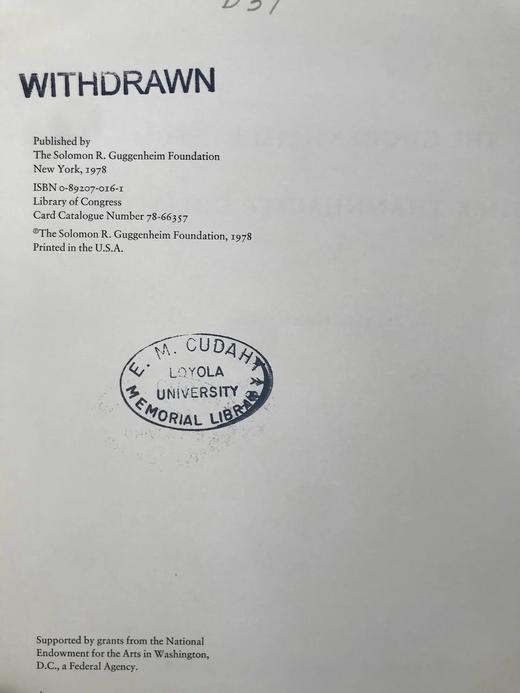 D 37
WITHDRAWN
Published by
The Solomon R. Guggenheim Foundation
New York, 1978
ISBN 0-89207-016-1
Library of Congress
Card Catalogue Number 78-66357
©The Solomon R. Guggenheim Foundation, 1978
Printed in the U.S.A.
E. M. CUDAHY
LOYOLA
UNIVERSITY
MEMORIAL LIBRARY
Supported by grants from the National
Endowment for the Arts in Washington,
D.C., a Federal Agency.